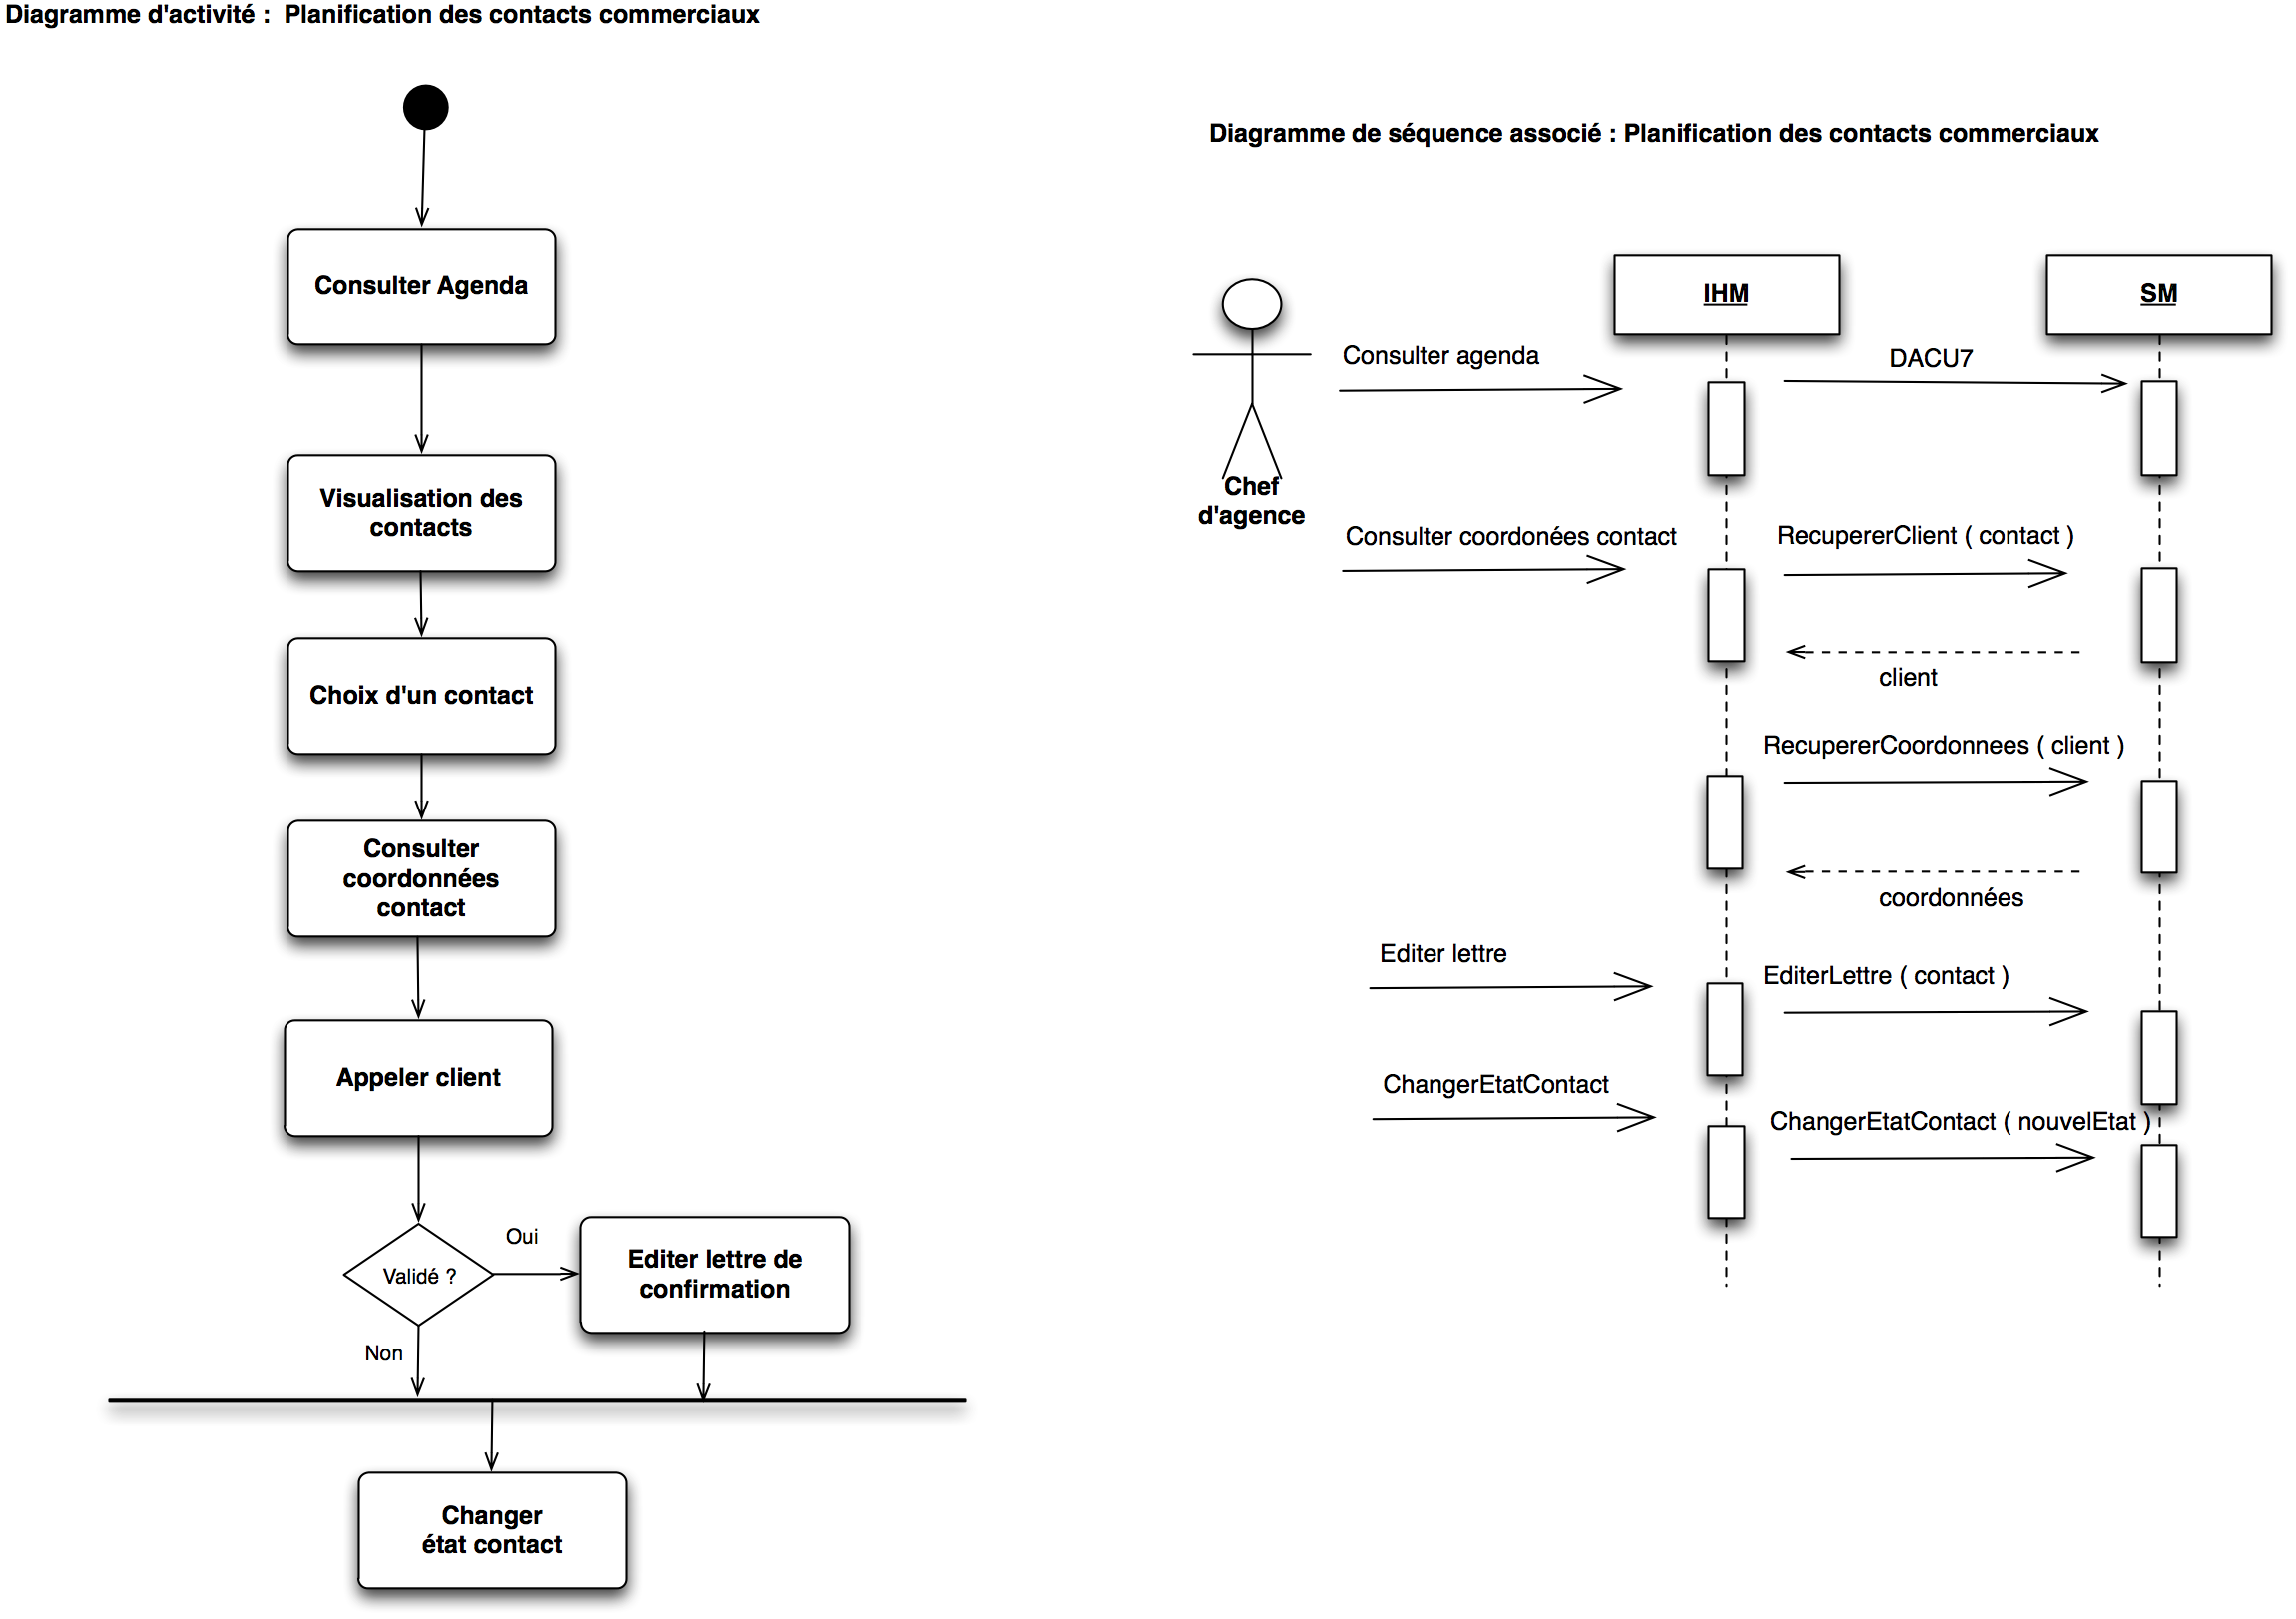 Diagramme d'activité :  Planification des contacts commerciaux
Consulter Agenda
Visualisation des
contacts
Choix d'un contact
Consulter
coordonnées
contact
Appeler client
Validé ?
Oui
Editer lettre de
confirmation
Non
Changer
état contact
Diagramme de séquence associé : Planification des contacts commerciaux
Chef
d'agence
IHM
SM
Consulter agenda
DACU7
Consulter coordonées contact
RecupererClient ( contact )
client
RecupererCoordonnees ( client )
coordonnées
Editer lettre
EditerLettre ( contact )
ChangerEtatContact
ChangerEtatContact ( nouvelEtat )